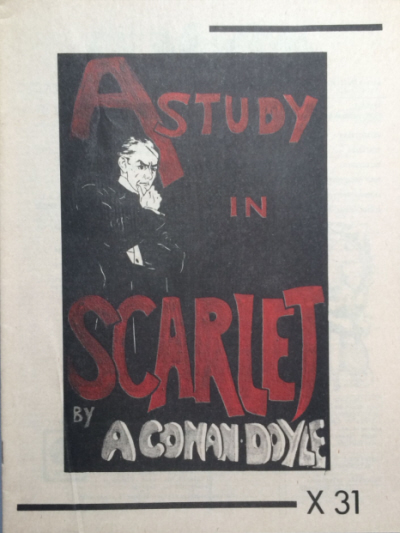 A STUDY
IN
SCARLET
BY
A CONAN·DOYLE
X 31